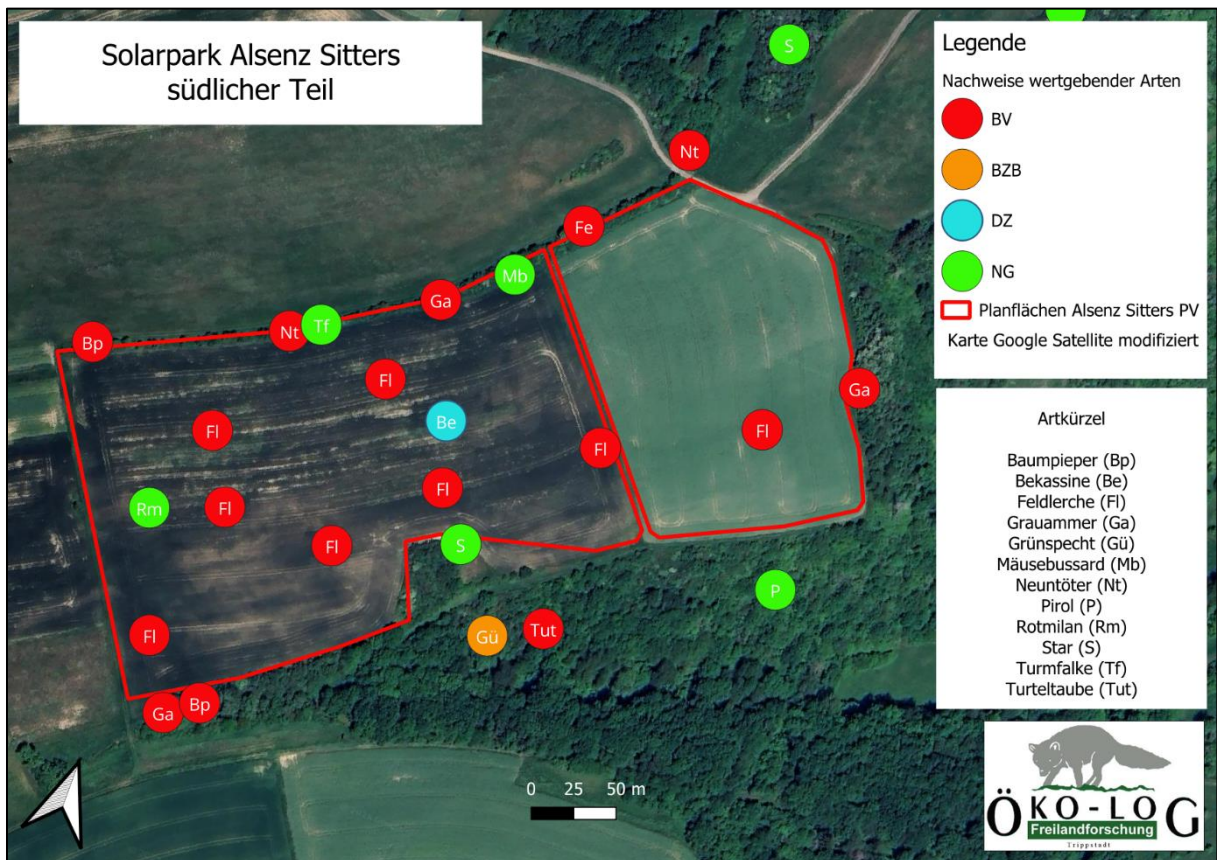 Solarpark Alsenz Sitters
südlicher Teil
Legende
Nachweise wertgebender Arten
BV
BZB
DZ
NG
Planflächen Alsenz Sitters PV
Karte Google Satellite modifiziert
Artkürzel
Baumpieper (Bp)
Bekassine (Be)
Feldlerche (Fl)
Grauammer (Ga)
Grünspecht (Gü)
Mäusebussard (Mb)
Neuntöter (Nt)
Pirol (P)
Rotmilan (Rm)
Star (S)
Turmfalke (Tf)
Turteltaube (Tut)
S
Nt
Fe
Mb
Ga
Tf
Nt
Bp
Fl
Ga
Be
Fl
Fl
Fl
Fl
Rm
Fl
Fl
S
P
Fl
Gü
Tut
Ga
Bp
0 25 50 m
ÖKO-LOG
Freilandforschung
Trippstadt